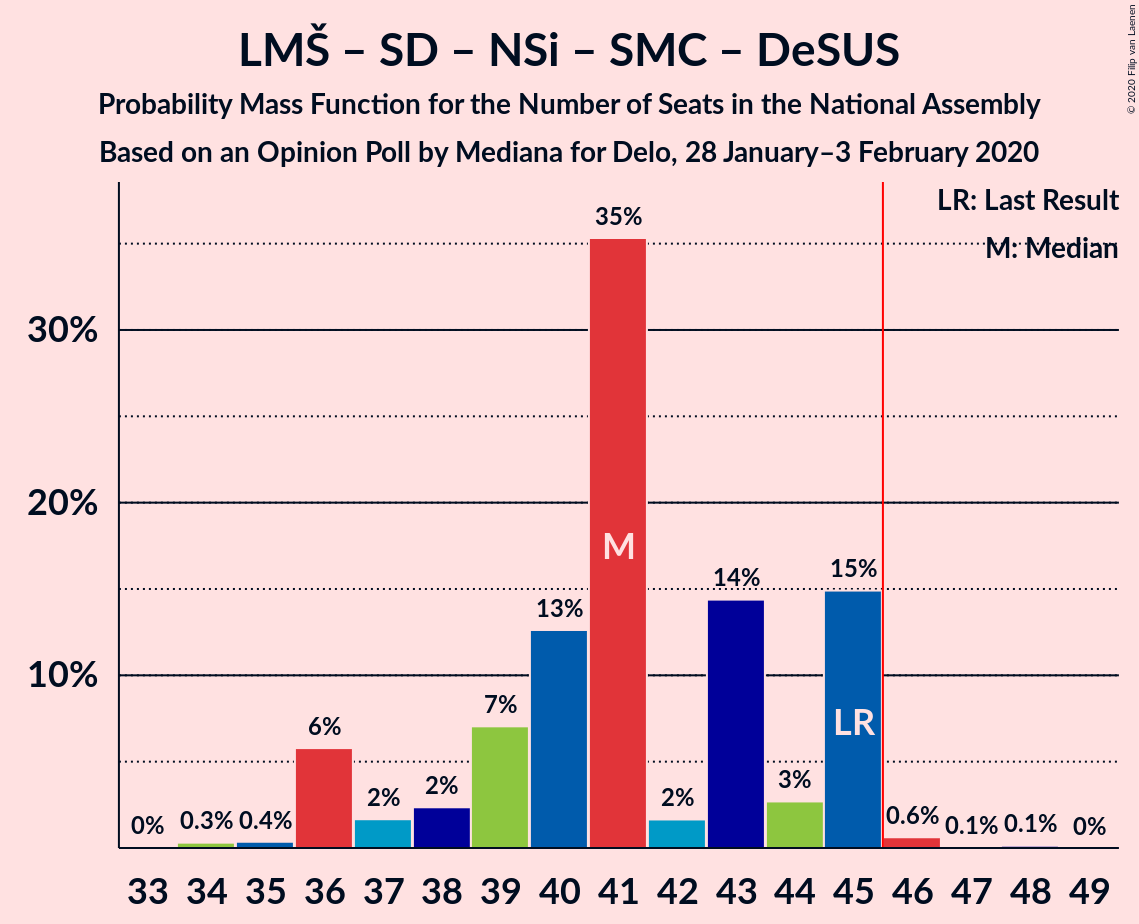 LMŠ – SD – NSi – SMC – DeSUS
Probability Mass Function for the Number of Seats in the National Assembly
Based on an Opinion Poll by Mediana for Delo, 28 January–3 February 2020
© 2020 Filip van Laenen
LR: Last Result
M: Median
30%
20%
10%
0%
0.3%
0.4%
6%
2%
2%
7%
13%
35%
2%
14%
3%
15%
0.6%
0.1%
0.1%
0%
M
LR
33 34 35 36 37 38 39 40 41 42 43 44 45 46 47 48 49